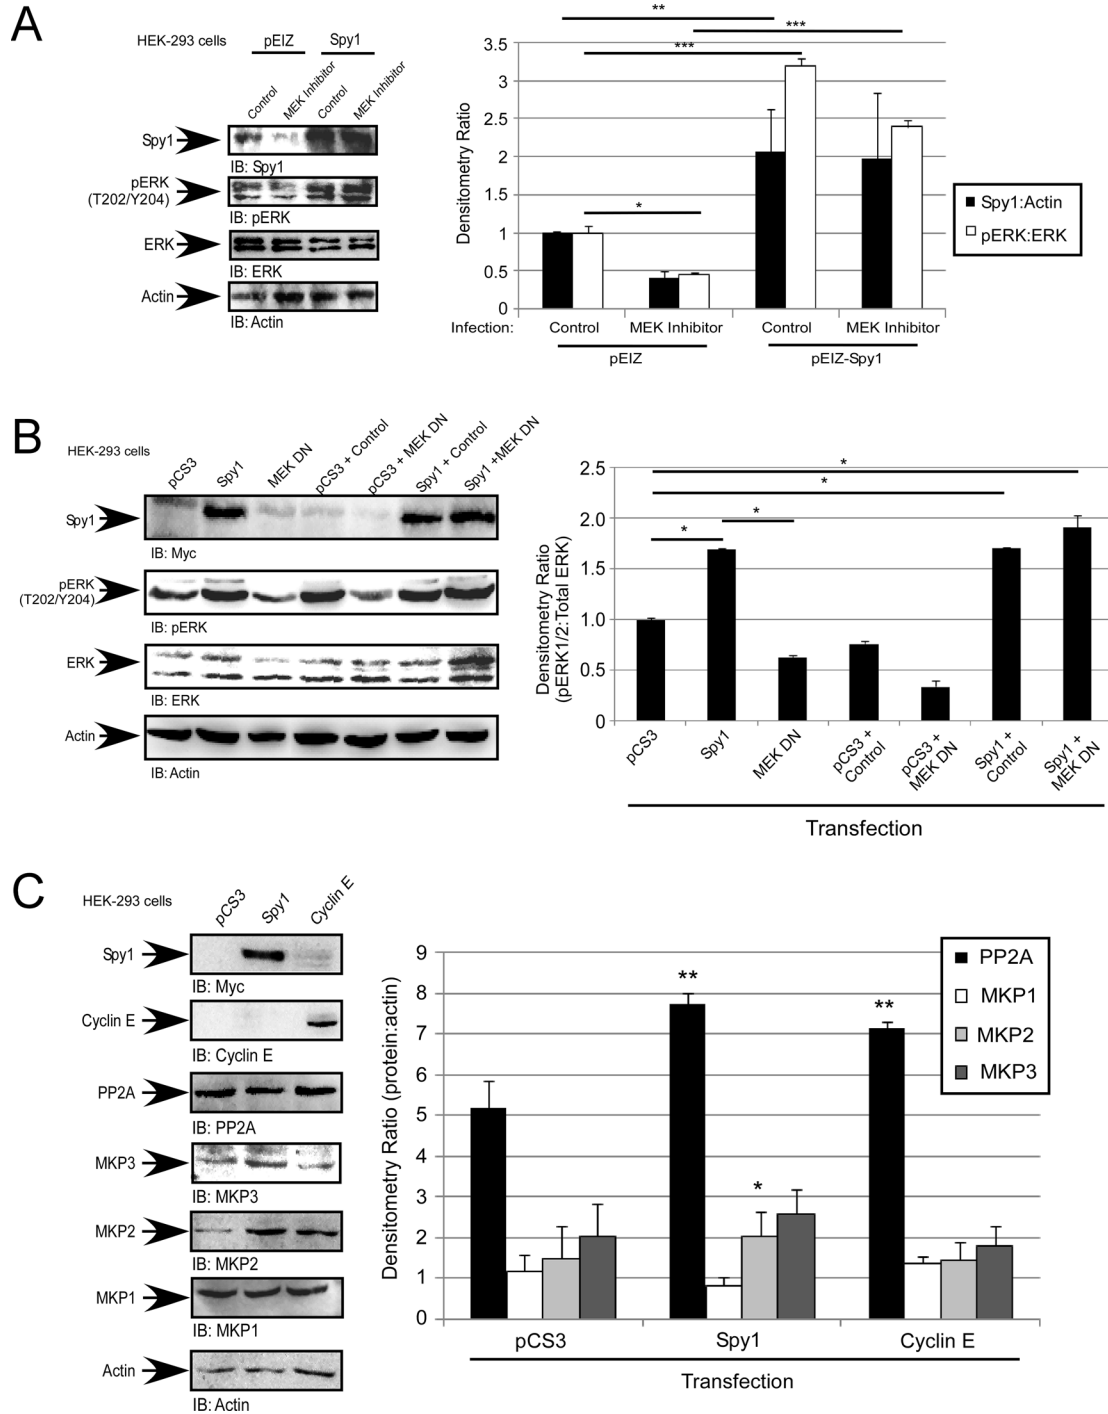 A
HEK-293 cells
pEIZ
Spy1
Control
MEK Inhibitor
Control
MEK Inhibitor
Spy1
IB: Spy1
pERK
(T202/Y204)
IB: pERK
ERK
IB: ERK
Actin
IB: Actin
**
***
***
*
Densitometry Ratio
3.5
3
2.5
2
1.5
1
0.5
0
Spy1:Actin
pERK:ERK
Infection:
Control
MEK Inhibitor
Control
MEK Inhibitor
pEIZ
pEIZ-Spy1
B
HEK-293 cells
pCS3
Spy1
MEK DN
pCS3 + Control
pCS3 + MEK DN
Spy1 + Control
Spy1 +MEK DN
Spy1
IB: Myc
pERK
(T202/Y204)
IB: pERK
ERK
IB: ERK
Actin
IB: Actin
Densitometry Ratio
(pERK1/2:Total ERK)
2.5
2.0
1.5
1.0
0.5
0
*
*
*
*
pCS3
Spy1
MEK DN
pCS3 +
Control
pCS3 +
MEK DN
Spy1 +
Control
Spy1 +
MEK DN
Transfection
C
HEK-293 cells
pCS3
Spy1
Cyclin E
Spy1
IB: Myc
Cyclin E
IB: Cyclin E
PP2A
IB: PP2A
MKP3
IB: MKP3
MKP2
IB: MKP2
MKP1
IB: MKP1
Actin
IB: Actin
Densitometry Ratio (protein:actin)
9
8
7
6
5
4
3
2
1
0
**
*
**
PP2A
MKP1
MKP2
MKP3
pCS3
Spy1
Cyclin E
Transfection